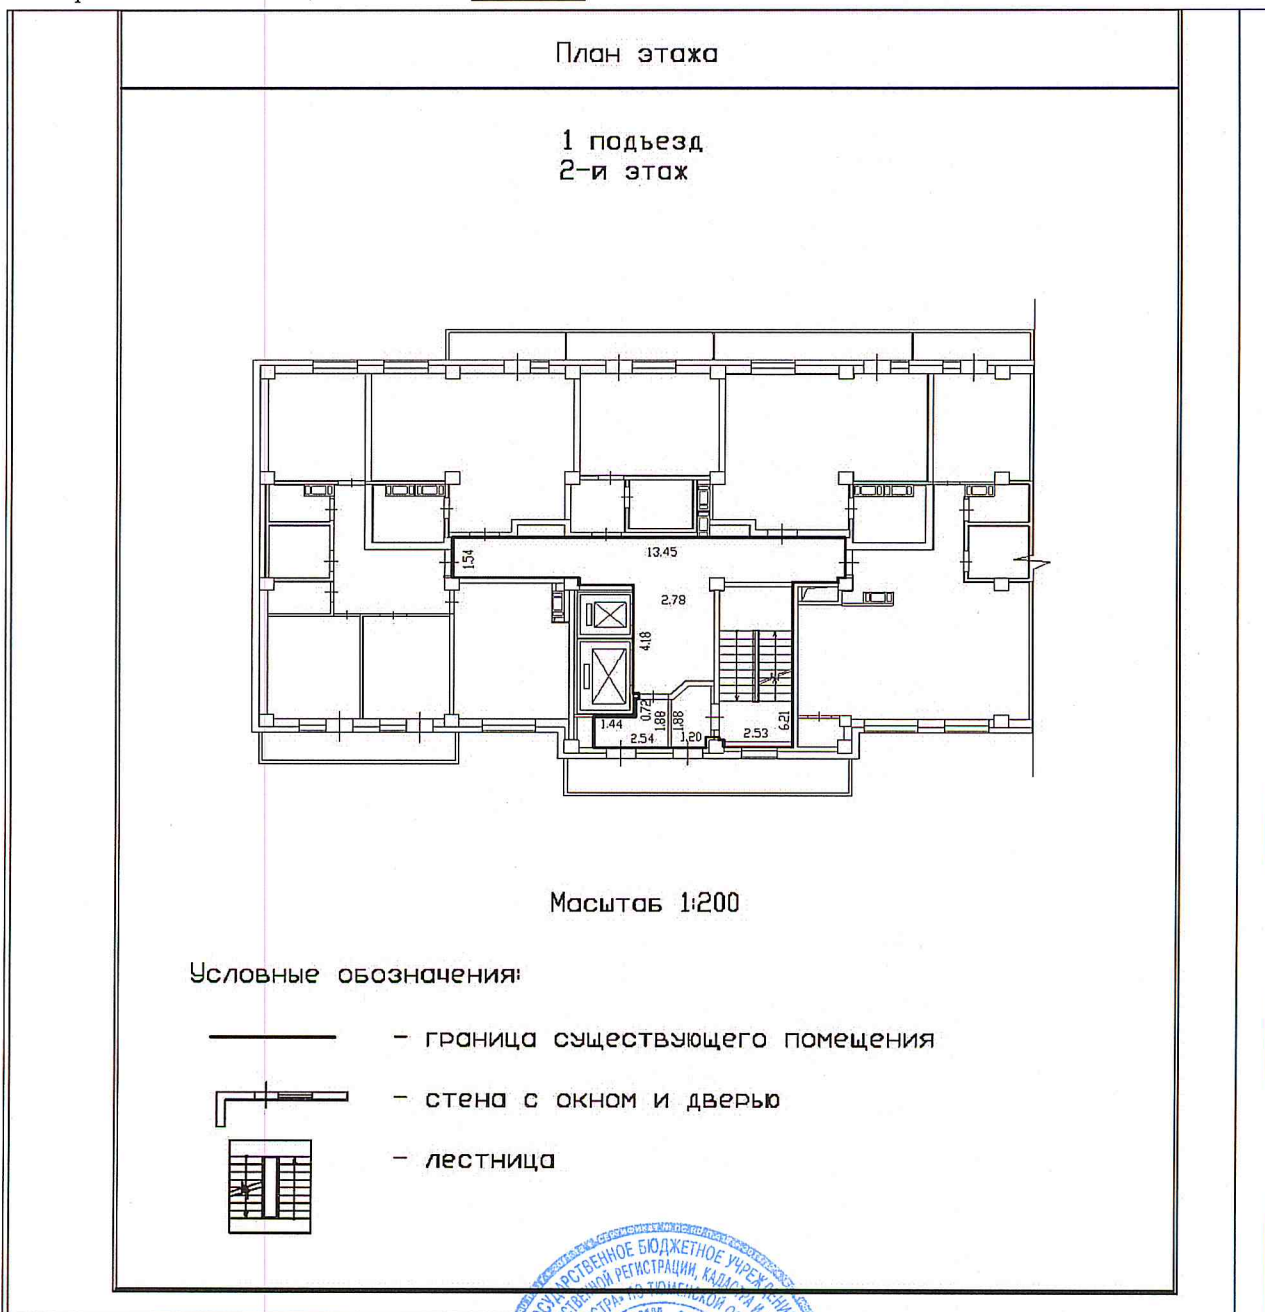 План этажа
1 подъезд
2-й этаж
1.54
13.45
2.78
4.18
0.72
1.44
1.88
1.88
2.54
1.20
2.53
6.21
Масштаб 1:200
Условные обозначения:
- граница существующего помещения
- стена с окном и дверью
- лестница
БЮДЖЕТНОЕ
РЕГИСТРАЦИИ,